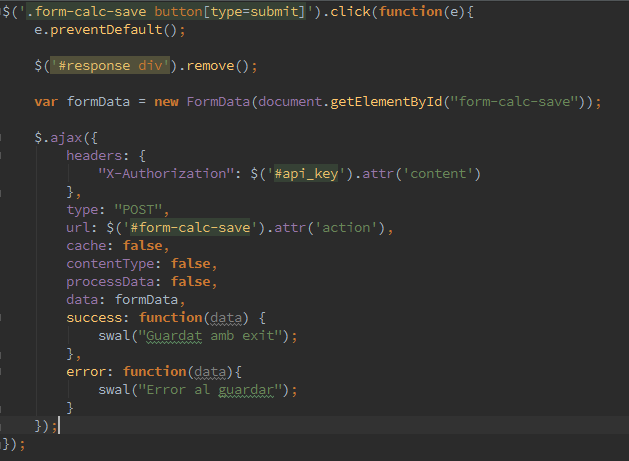 $('.form-calc-save button[type=submit]').click(function(e){
e.preventDefault();
$('#response div').remove();
var formData = new FormData(document.getElementById("form-calc-save"));
$.ajax({
headers: {
"X-Authorization": $('#api_key').attr('content')
},
type: "POST",
url: $('#form-calc-save').attr('action'),
cache: false,
contentType: false,
processData: false,
data: formData,
success: function(data) {
swal("Guardat amb exit");
},
error: function(data){
swal("Error al guardar");
}
});
});